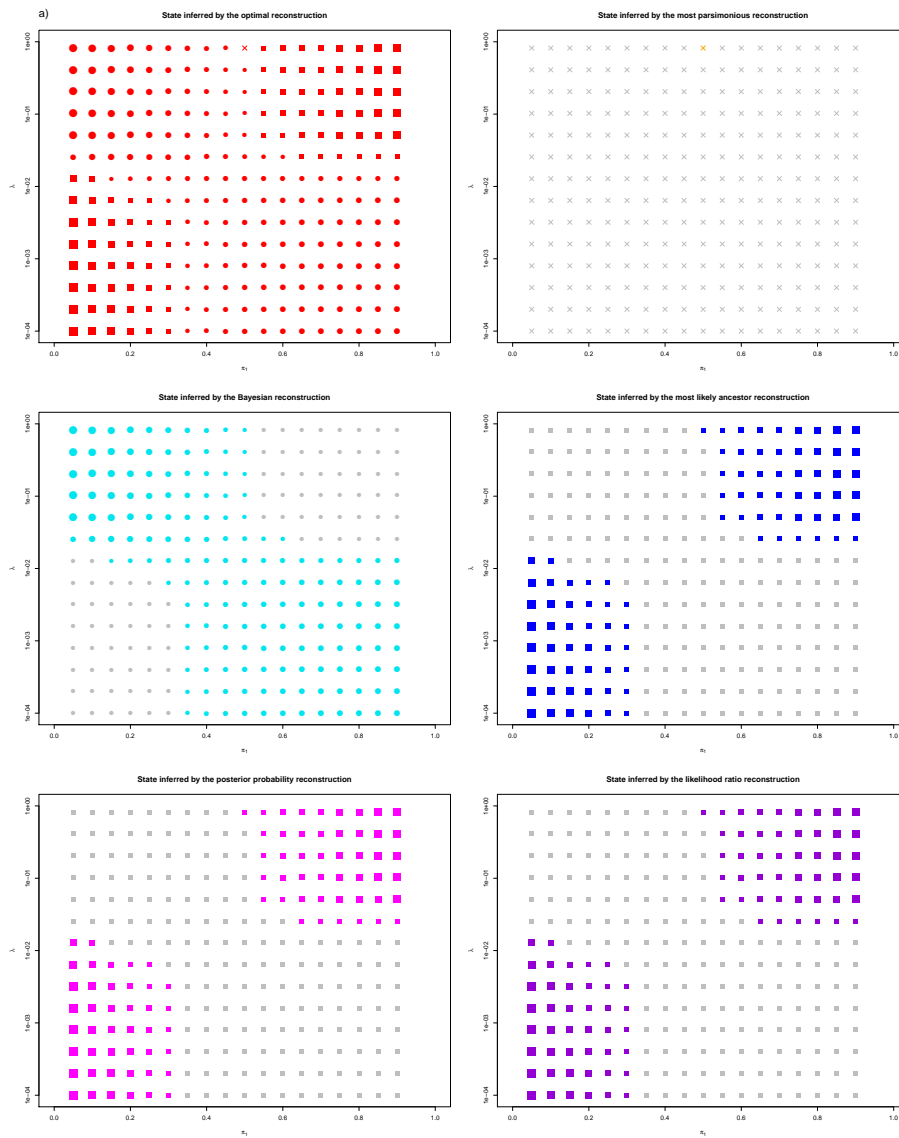 a)
State inferred by the optimal reconstruction
State inferred by the most parsimonious reconstruction
1e+00
1e−01
1e−02
1e−03
1e−04
λ
0.0 0.2 0.4 0.6 0.8 1.0
π₁
1e+00
1e−01
1e−02
1e−03
1e−04
λ
0.0 0.2 0.4 0.6 0.8 1.0
π₁
State inferred by the Bayesian reconstruction
State inferred by the most likely ancestor reconstruction
1e+00
1e−01
1e−02
1e−03
1e−04
λ
0.0 0.2 0.4 0.6 0.8 1.0
π₁
1e+00
1e−01
1e−02
1e−03
1e−04
λ
0.0 0.2 0.4 0.6 0.8 1.0
π₁
State inferred by the posterior probability reconstruction
State inferred by the likelihood ratio reconstruction
1e+00
1e−01
1e−02
1e−03
1e−04
λ
0.0 0.2 0.4 0.6 0.8 1.0
π₁
1e+00
1e−01
1e−02
1e−03
1e−04
λ
0.0 0.2 0.4 0.6 0.8 1.0
π₁